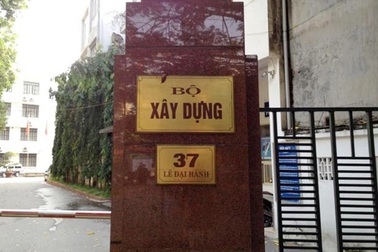 BỘ
XÂY DỰNG
37
LÊ ĐẠI HÀNH